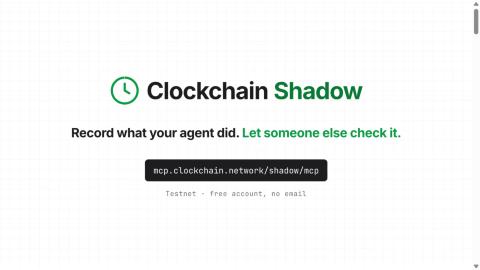 Clockchain Shadow
Record what your agent did. Let someone else check it.
mcp.clockchain.network/shadow/mcp
Testnet - free account, no email